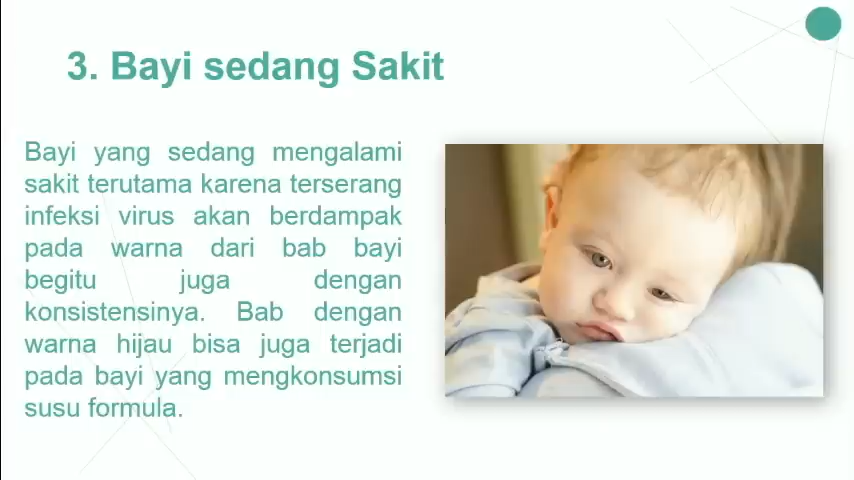 3. Bayi sedang Sakit
Bayi yang sedang mengalami
sakit terutama karena terserang
infeksi virus akan berdampak
pada warna dari bab bayi
begitu juga dengan
konsistensinya. Bab dengan
warna hijau bisa juga terjadi
pada bayi yang mengkonsumsi
susu formula.